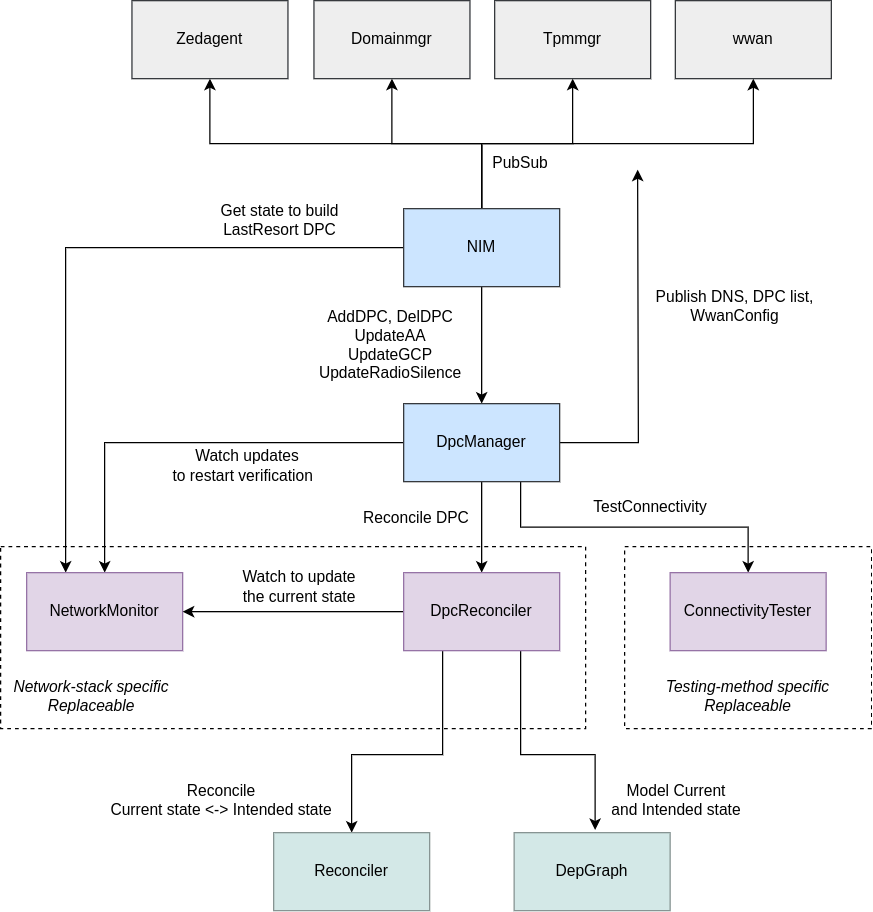 Zedagent
Domainmgr
Tpmmgr
wwan
PubSub
Get state to build
LastResort DPC
NIM
Publish DNS, DPC list,
WwanConfig
AddDPC, DelDPC
UpdateAA
UpdateGCP
UpdateRadioSilence
DpcManager
Watch updates
to restart verification
Reconcile DPC
TestConnectivity
Watch to update
the current state
NetworkMonitor
DpcReconciler
ConnectivityTester
Network-stack specific
Replaceable
Testing-method specific
Replaceable
Reconcile
Current state <-> Intended state
Model Current
and Intended state
Reconciler
DepGraph